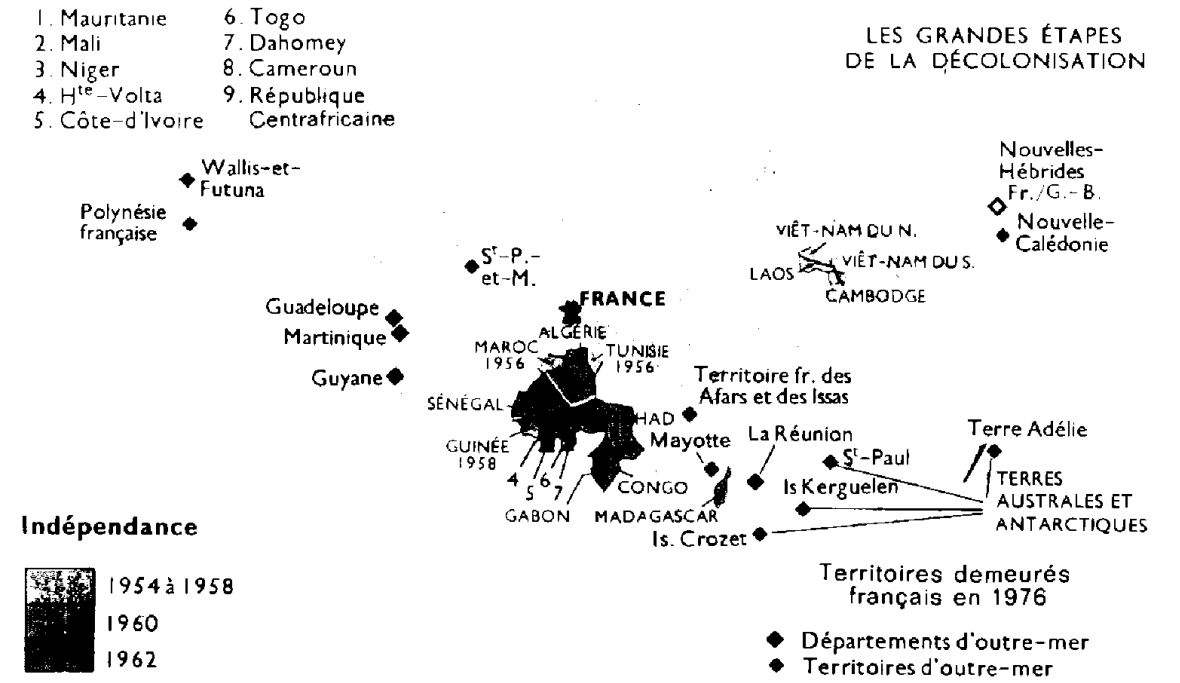 1. Mauritanie
2. Mali
3. Niger
4. Hte-Volta
5. Côte-d'Ivoire
6. Togo
7. Dahomey
8. Cameroun
9. République
Centrafricaine
LES GRANDES ÉTAPES
DE LA DÉCOLONISATION
Wallis-et-
Futuna
Polynésie
française
St-P.-
et-M.
Guadeloupe
Martinique
Guyane
FRANCE
ALGÉRIE
MAROC
1956
TUNISIE
1956
SÉNÉGAL
GUINÉE
1958
4
5
6
7
HAD
GABON
CONGO
MADAGASCAR
Nouvelles-
Hébrides
Fr./G.-B.
Nouvelle-
Calédonie
VIÊT-NAM DU N.
LAOS
VIÊT-NAM DU S.
CAMBODGE
Territoire fr. des
Afars et des Issas
Mayotte
La Réunion
St-Paul
Is Kerguelen
Is. Crozet
Terre Adélie
TERRES
AUSTRALES ET
ANTARCTIQUES
Indépendance
1954 à 1958
1960
1962
Territoires demeurés
français en 1976
Départements d'outre-mer
Territoires d'outre-mer